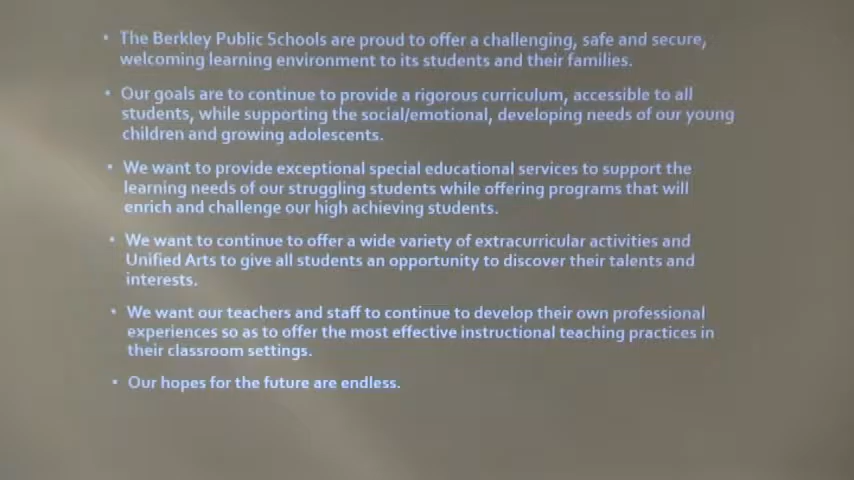 • The Berkley Public Schools are proud to offer a challenging, safe and secure,
welcoming learning environment to its students and their families.
• Our goals are to continue to provide a rigorous curriculum, accessible to all
students, while supporting the social/emotional, developing needs of our young
children and growing adolescents.
• We want to provide exceptional special educational services to support the
learning needs of our struggling students while offering programs that will
enrich and challenge our high achieving students.
• We want to continue to offer a wide variety of extracurricular activities and
Unified Arts to give all students an opportunity to discover their talents and
interests.
• We want our teachers and staff to continue to develop their own professional
experiences so as to offer the most effective instructional teaching practices in
their classroom settings.
• Our hopes for the future are endless.